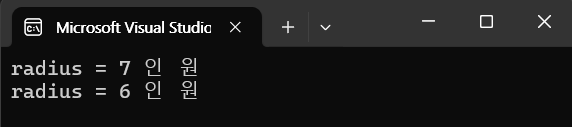 Microsoft Visual Studio
radius = 7 인 원
radius = 6 인 원